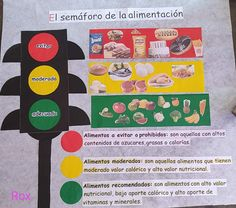 El semáforo de la alimentación
evitar
moderado
adecuado
Alimentos a evitar o prohibidos: son aquellos con altos
contenidos de azúcares, grasas o calorías.
Alimentos moderados: son aquellos alimentos que tienen
moderado valor calórico y alto valor nutricional.
Alimentos recomendados: son alimentos con alto valor
nutricional, bajo aporte calórico y alto aporte de
vitaminas y minerales.
Rox